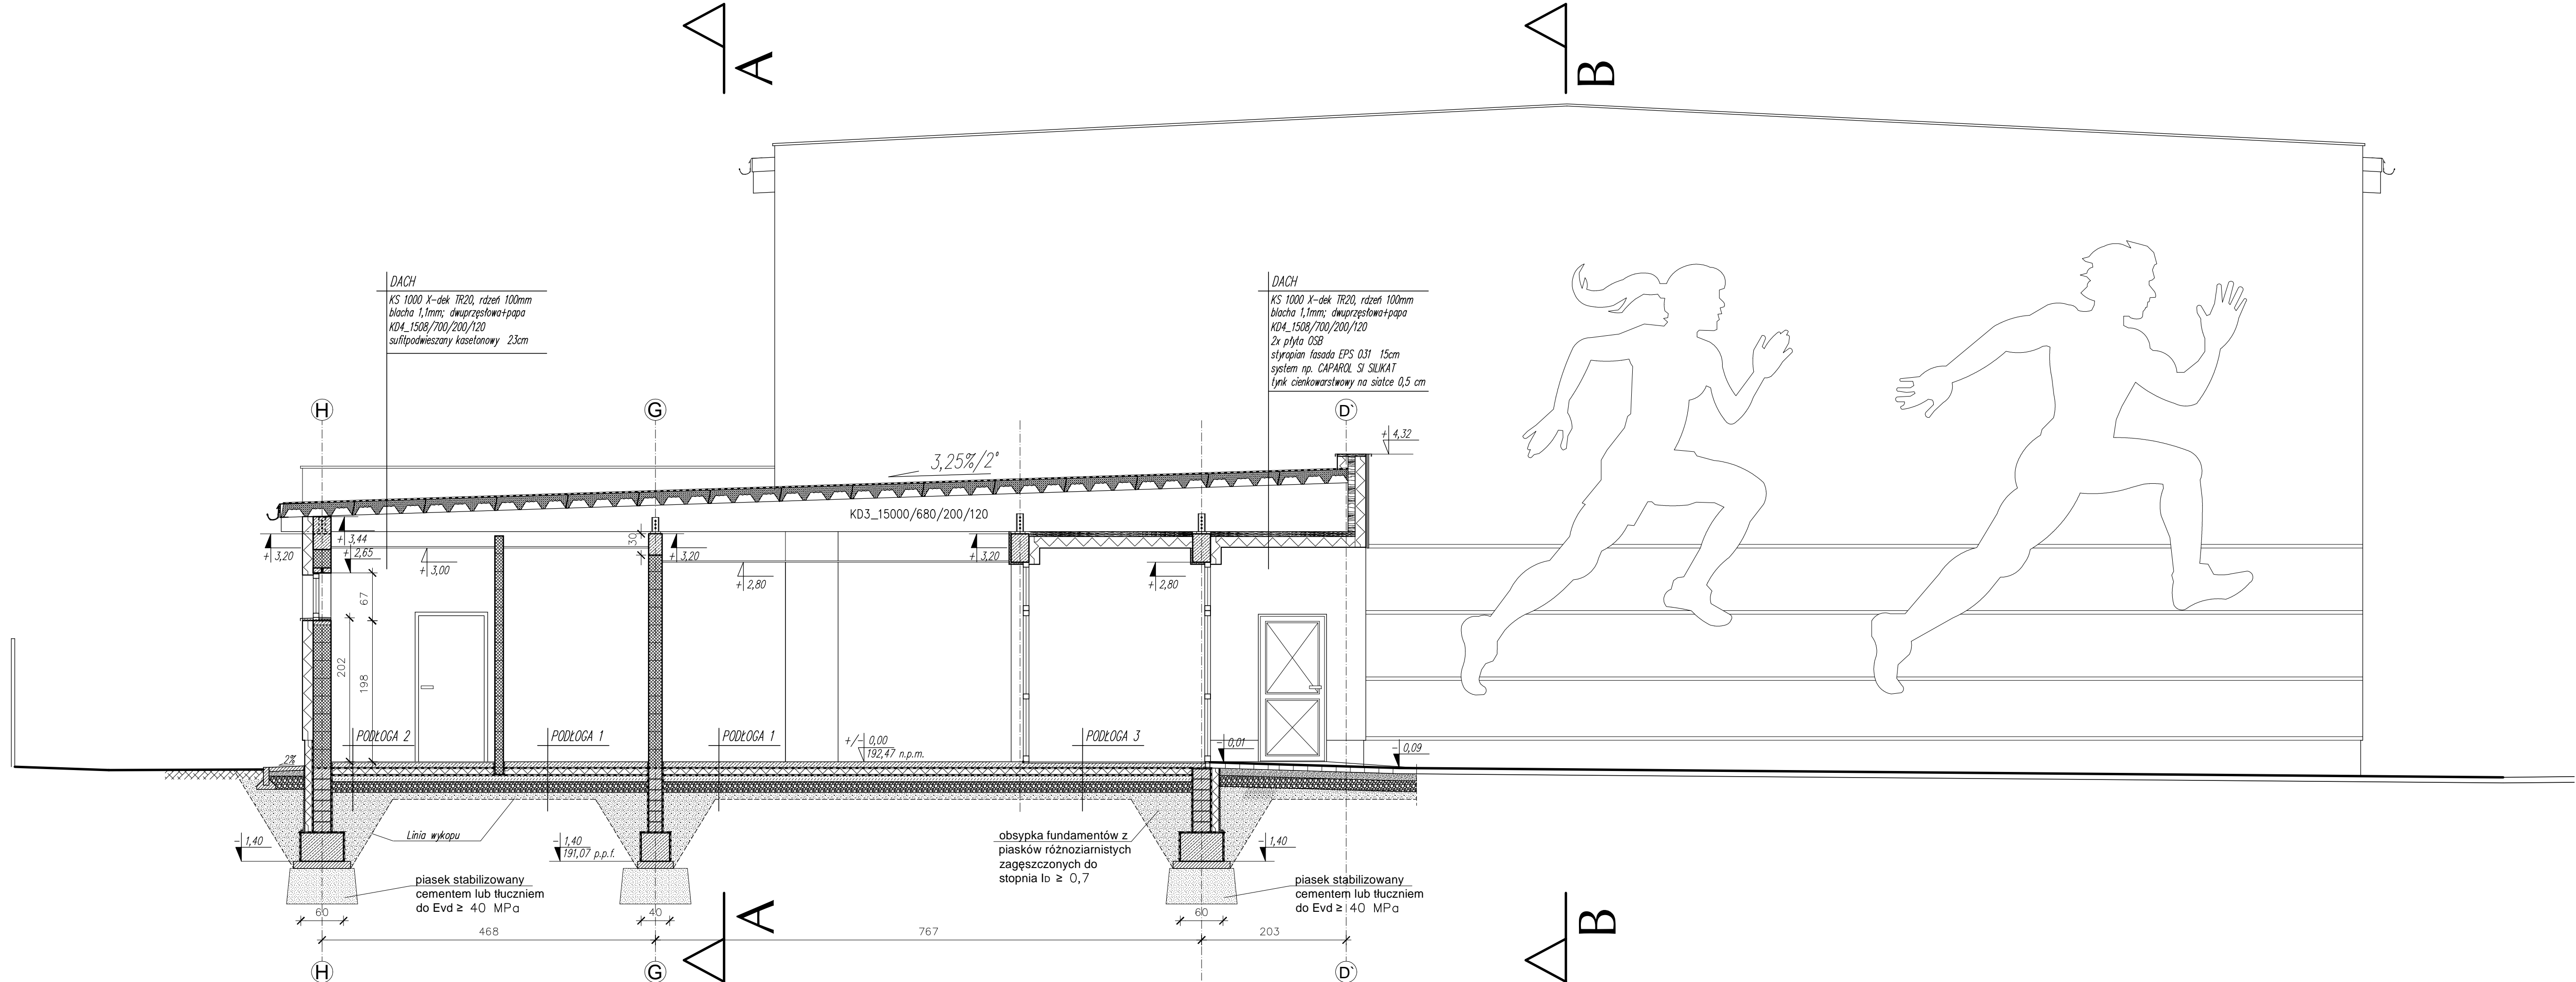 A
B
DACH
KS 1000 X-dek TR20, rdzeń 100mm
blacha 1,1mm; dwuprzęsłowa+papa
KD4_1508/700/200/120
sufitpodwieszany kasetonowy 23cm
DACH
KS 1000 X-dek TR20, rdzeń 100mm
blacha 1,1mm; dwuprzęsłowa+papa
KD4_1508/700/200/120
2x płyta OSB
styropian fasada EPS 031 15cm
system np. CAPAROL SI SILIKAT
tynk cienkowarstwowy na siatce 0,5 cm
H
G
D`
+ 4,32
3,25%/2°
KD3_15000/680/200/120
+ 3,20
+ 3,44
+ 2,65
+ 3,00
30
+ 3,20
+ 2,80
+ 3,20
+ 2,80
67
202
198
PODŁOGA 2
PODŁOGA 1
PODŁOGA 1
+/- 0,00
192,47 n.p.m.
PODŁOGA 3
- 0,01
- 0,09
2%
Linia wykopu
- 1,40
- 1,40
191,07 p.p.f.
- 1,40
obsypka fundamentów z
piasków różnoziarnistych
zagęszczonych do
stopnia ID ≥ 0,7
piasek stabilizowany
cementem lub tłuczniem
do Evd ≥ 40 MPa
piasek stabilizowany
cementem lub tłuczniem
do Evd ≥ 40 MPa
60
40
60
A
B
468
767
203
H
G
D`